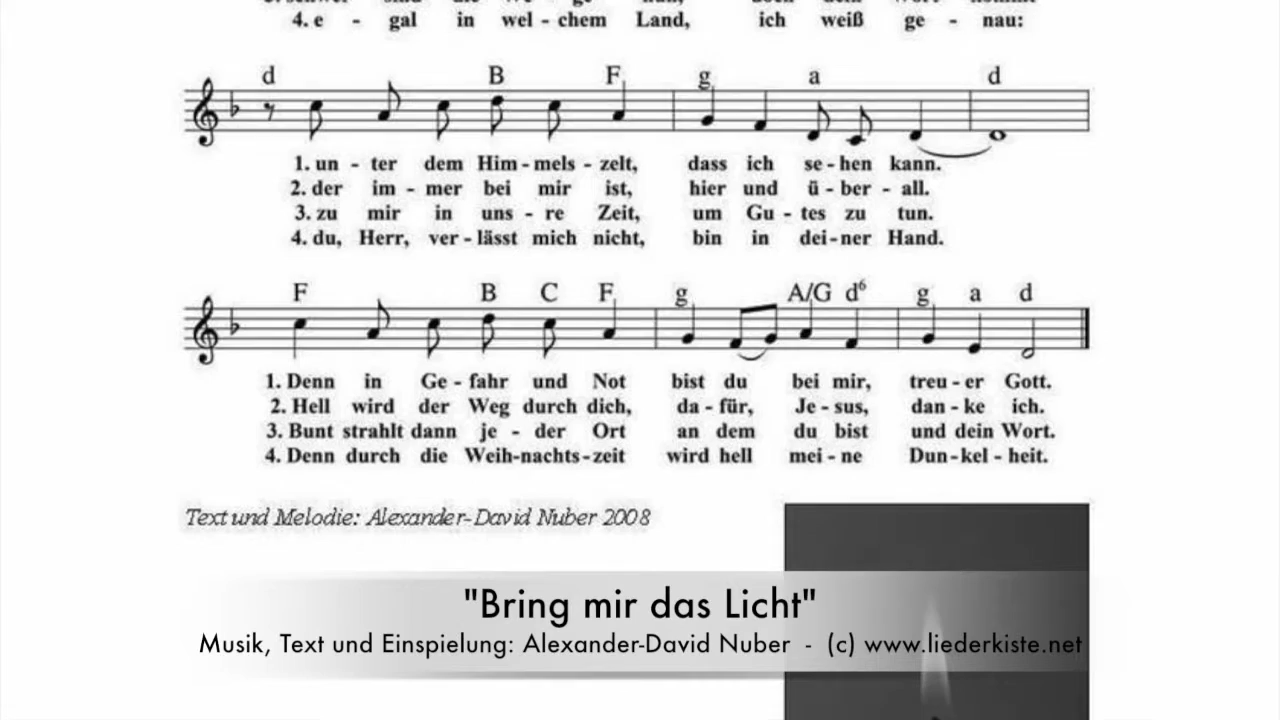 4. e - gal in wel - chem Land, ich weiß ge - nau:
d B F g a d
1. un - ter dem Him - mels - zelt, dass ich se - hen kann.
2. der im - mer bei mir ist, hier und ü - ber - all.
3. zu mir in uns - re Zeit, um Gu - tes zu tun.
4. du, Herr, ver - lässt mich nicht, bin in dei - ner Hand.
F B C F g A/G d⁶ g a d
1. Denn in Ge - fahr und Not bist du bei mir, treu - er Gott.
2. Hell wird der Weg durch dich, da - für, Je - sus, dan - ke ich.
3. Bunt strahlt dann je - der Ort an dem du bist und dein Wort.
4. Denn durch die Weih - nachts - zeit wird hell mei - ne Dun - kel - heit.
Text und Melodie: Alexander-David Nuber 2008
"Bring mir das Licht"
Musik, Text und Einspielung: Alexander-David Nuber - (c) www.liederkiste.net